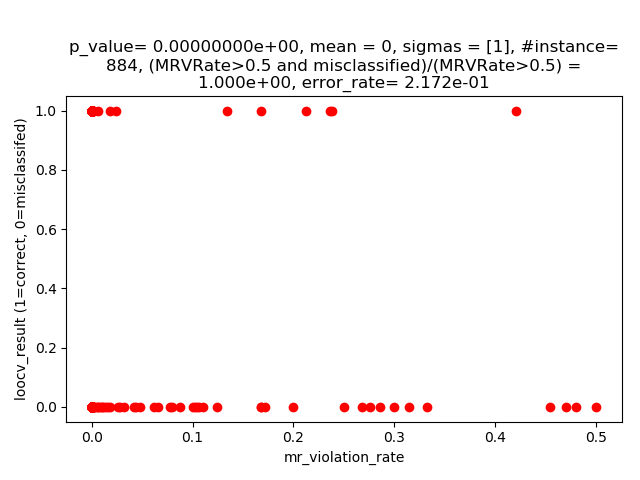 p_value= 0.00000000e+00, mean = 0, sigmas = [1], #instance=
884, (MRVRate>0.5 and misclassified)/(MRVRate>0.5) =
1.000e+00, error_rate= 2.172e-01
1.0
0.8
0.6
0.4
0.2
0.0
loocv_result (1=correct, 0=misclassifed)
0.0 0.1 0.2 0.3 0.4 0.5
mr_violation_rate